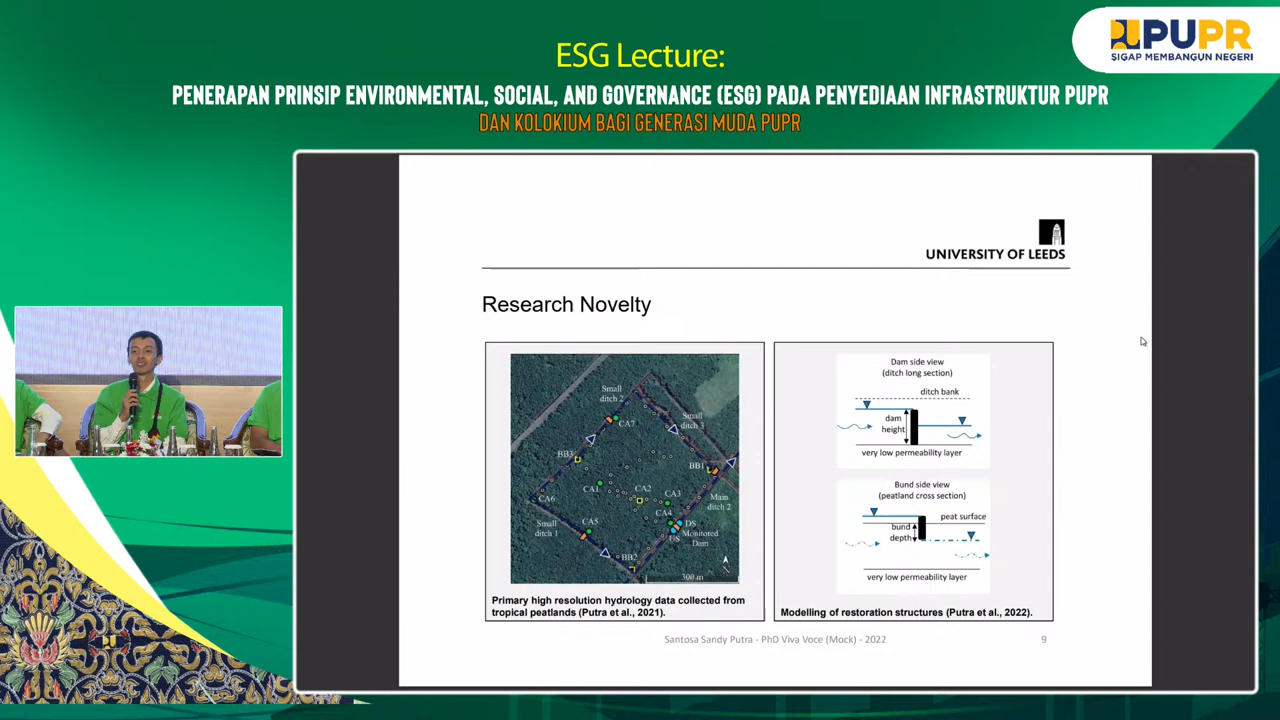 ESG Lecture:
PENERAPAN PRINSIP ENVIRONMENTAL, SOCIAL, AND GOVERNANCE (ESG) PADA PENYEDIAAN INFRASTRUKTUR PUPR
DAN KOLOKIUM BAGI GENERASI MUDA PUPR
PUPR
SIGAP MEMBANGUN NEGERI
UNIVERSITY OF LEEDS
Research Novelty
Small
ditch 2
CA7
Small
ditch 3
BB3
BB1
CA1
CA2
CA3
CA6
CA4
Main
ditch 2
Small
ditch 1
CA5
DS
Monitored
Dam
US
BB2
300 m
Primary high resolution hydrology data collected from
tropical peatlands (Putra et al., 2021).
Dam side view
(ditch long section)
ditch bank
dam
height
very low permeability layer
Bund side view
(peatland cross section)
peat surface
bund
depth
very low permeability layer
Modelling of restoration structures (Putra et al., 2022).
Santosa Sandy Putra - PhD Viva Voce (Mock) - 2022
9